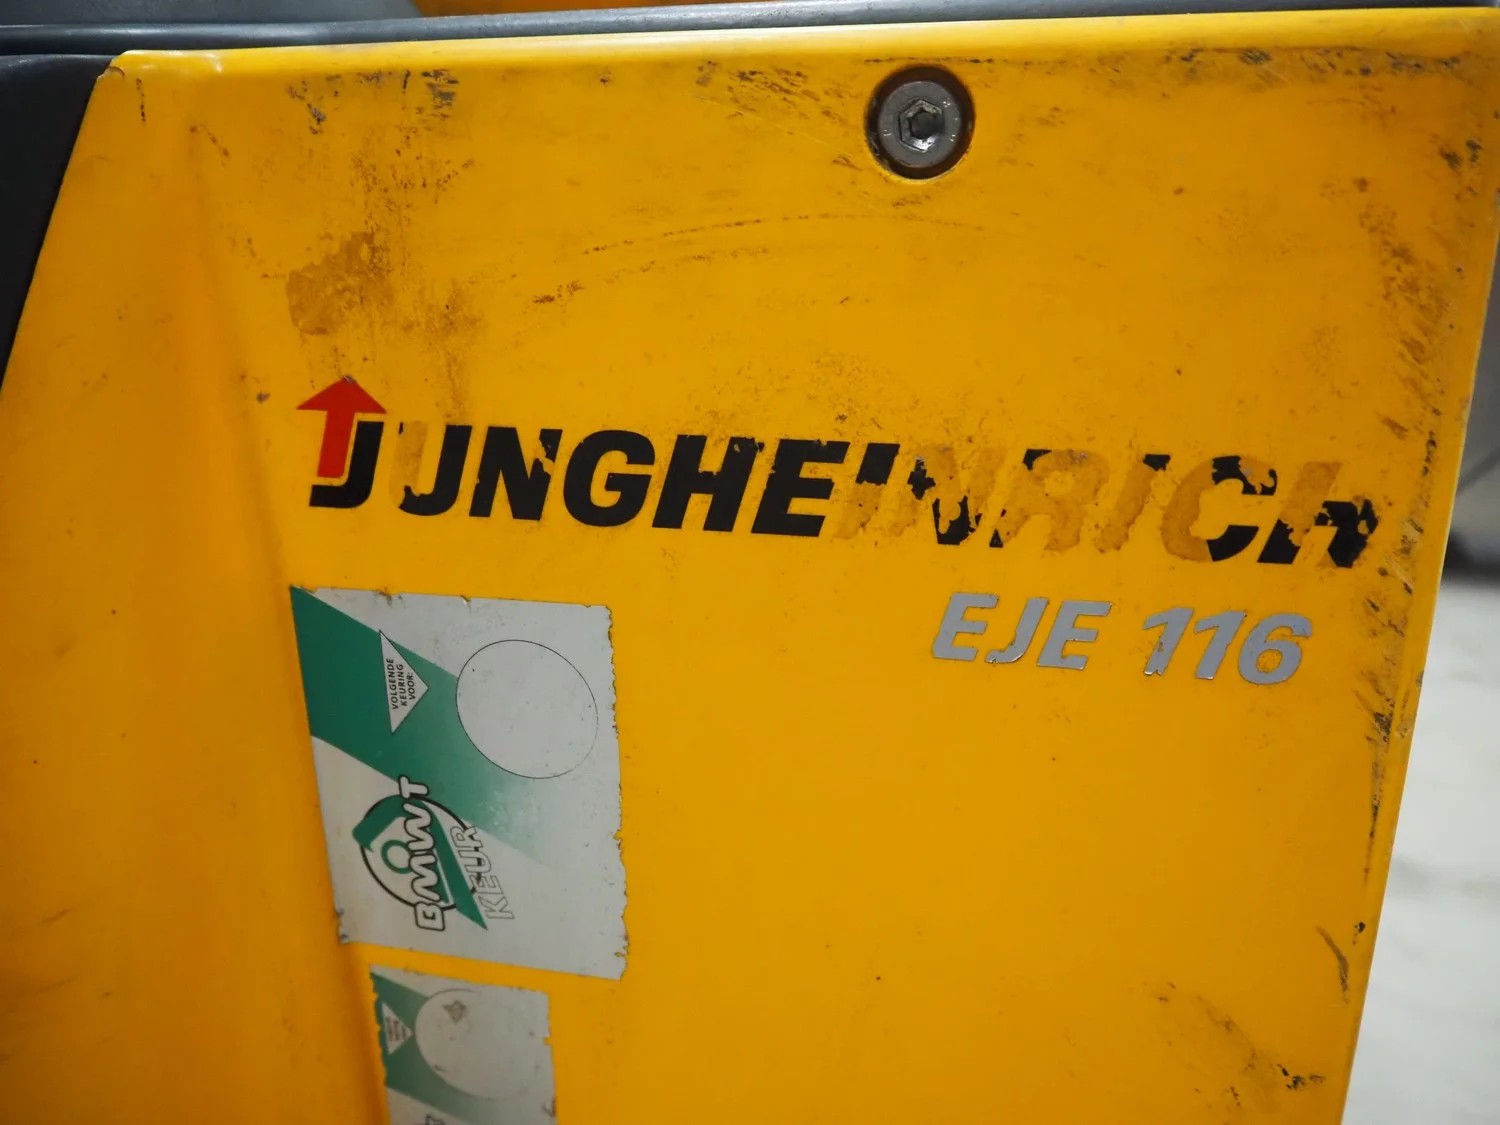 JUNGHEINRICH
EJE 116
VOLGENDE
KEURING
VOOR:
BMWT
KEUR